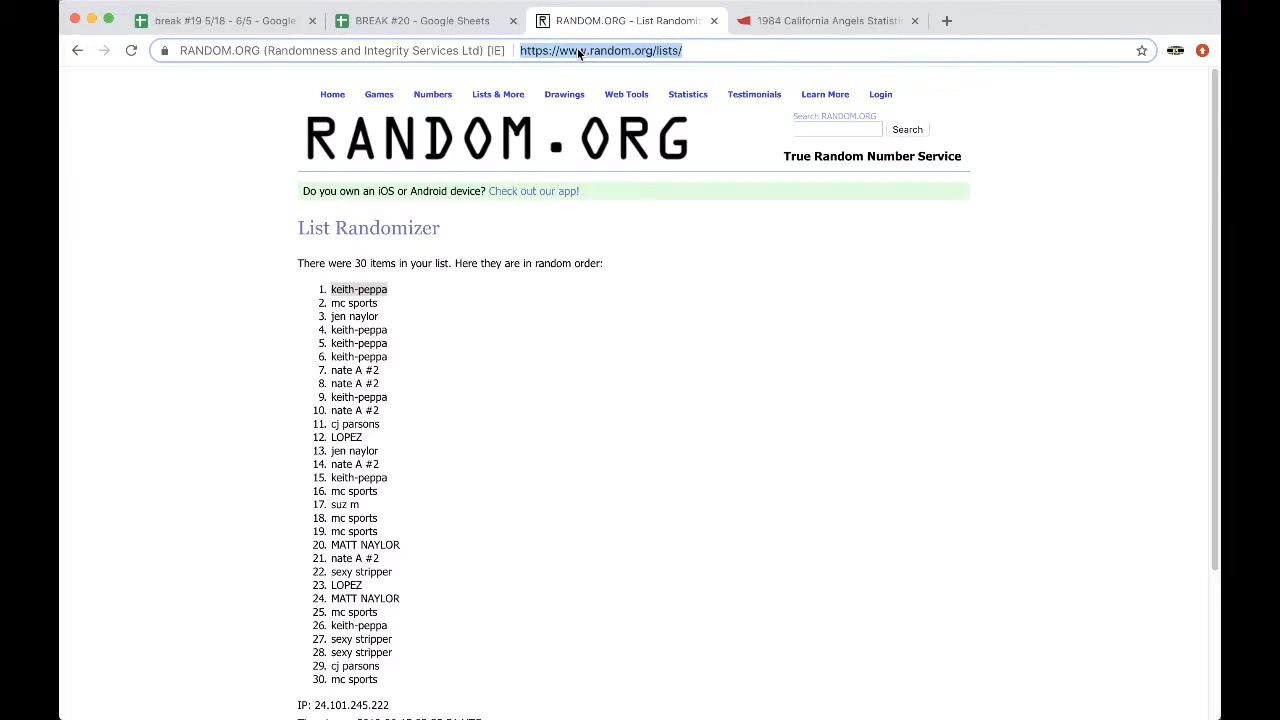 break #19 5/18 - 6/5 - Google
BREAK #20 - Google Sheets
RANDOM.ORG - List Randomiz
1984 California Angels Statistic
RANDOM.ORG (Randomness and Integrity Services Ltd) [IE]
https://www.random.org/lists/
Home Games Numbers Lists & More Drawings Web Tools Statistics Testimonials Learn More Login
Search RANDOM.ORG
RANDOM.ORG
Search
True Random Number Service
Do you own an iOS or Android device? Check out our app!
List Randomizer
There were 30 items in your list. Here they are in random order:
1. keith-peppa
2. mc sports
3. jen naylor
4. keith-peppa
5. keith-peppa
6. keith-peppa
7. nate A #2
8. nate A #2
9. keith-peppa
10. nate A #2
11. cj parsons
12. LOPEZ
13. jen naylor
14. nate A #2
15. keith-peppa
16. mc sports
17. suz m
18. mc sports
19. mc sports
20. MATT NAYLOR
21. nate A #2
22. sexy stripper
23. LOPEZ
24. MATT NAYLOR
25. mc sports
26. keith-peppa
27. sexy stripper
28. sexy stripper
29. cj parsons
30. mc sports
IP: 24.101.245.222